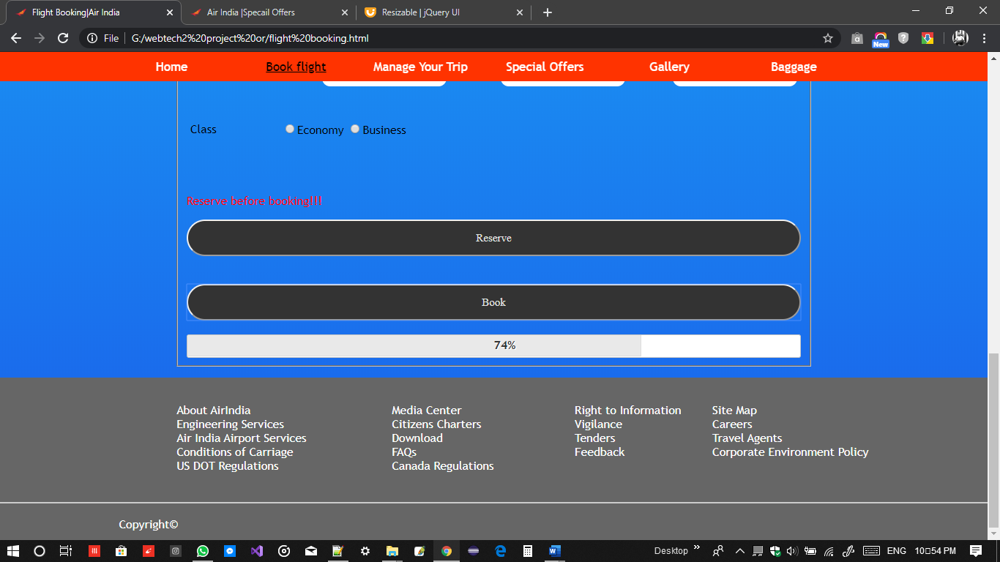 Flight Booking|Air India
Air India |Specail Offers
Resizable | jQuery UI
File
G:/webtech2%20project%20or/flight%20booking.html
New
Home
Book flight
Manage Your Trip
Special Offers
Gallery
Baggage
Class
Economy
Business
Reserve before booking!!!
Reserve
Book
74%
About AirIndia
Engineering Services
Air India Airport Services
Conditions of Carriage
US DOT Regulations
Media Center
Citizens Charters
Download
FAQs
Canada Regulations
Right to Information
Vigilance
Tenders
Feedback
Site Map
Careers
Travel Agents
Corporate Environment Policy
Copyright©
Desktop
ENG
10□54 PM